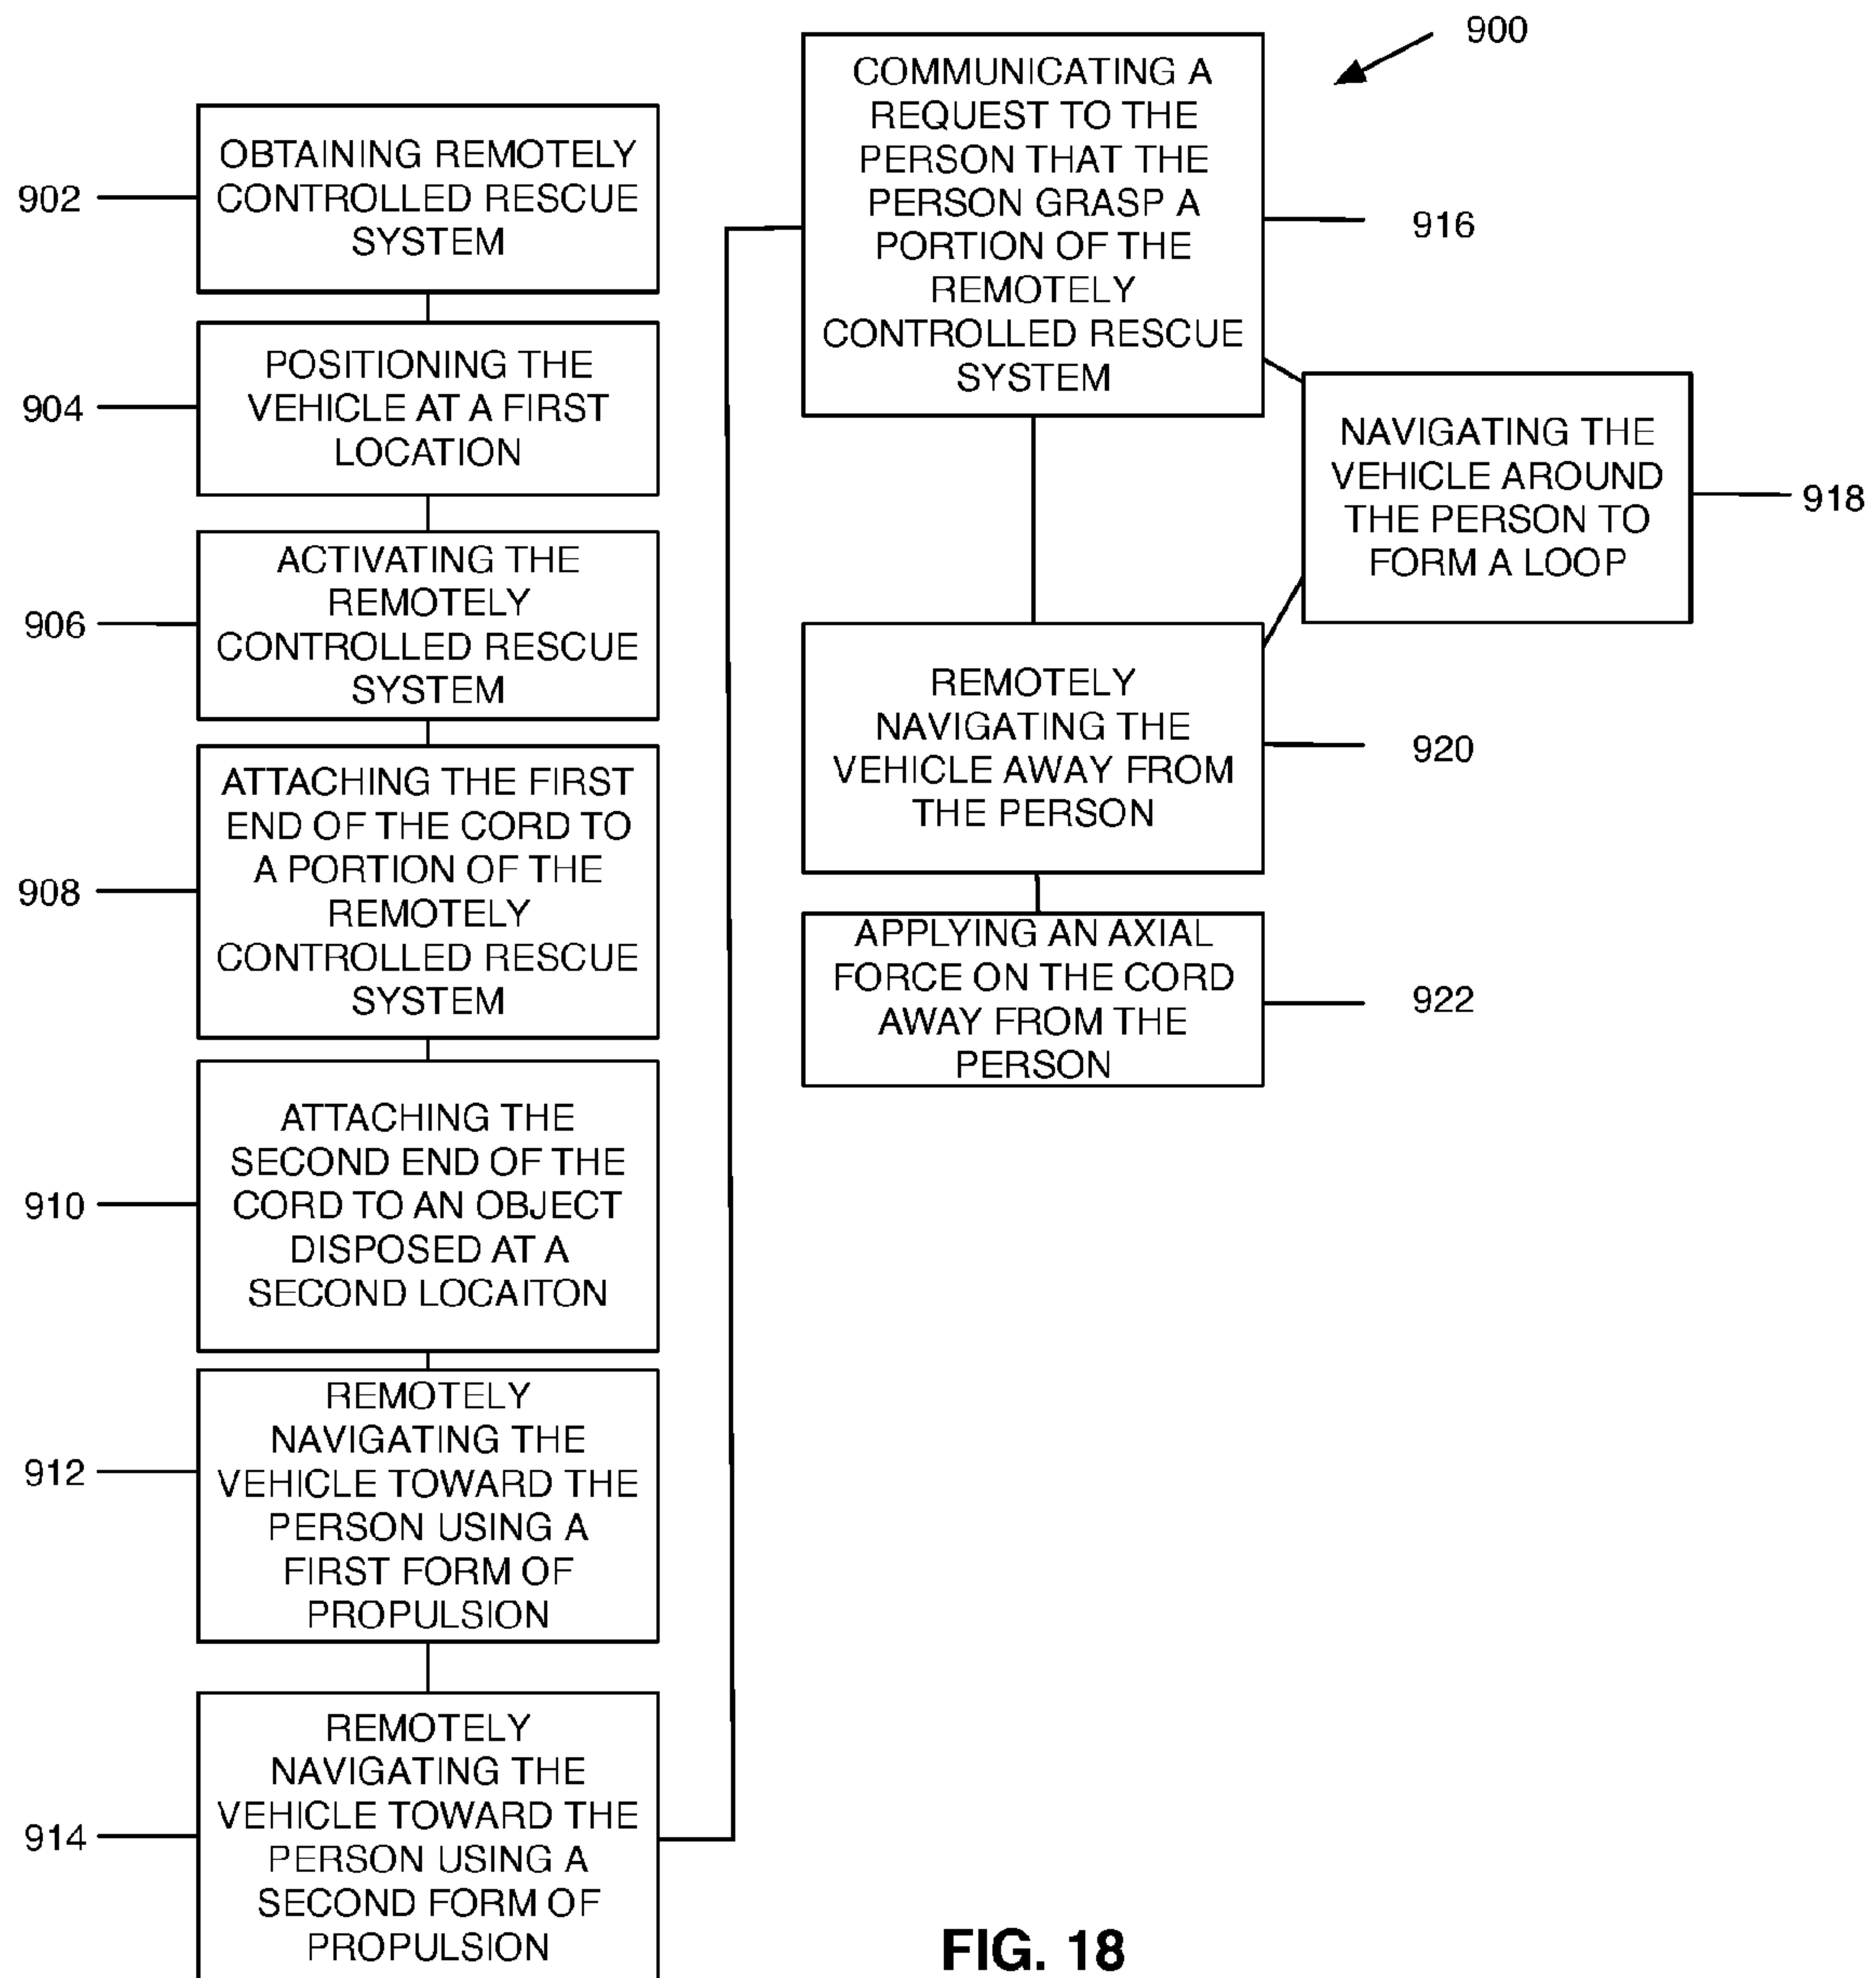 902
OBTAINING REMOTELY
CONTROLLED RESCUE
SYSTEM
904
POSITIONING THE
VEHICLE AT A FIRST
LOCATION
906
ACTIVATING THE
REMOTELY
CONTROLLED RESCUE
SYSTEM
908
ATTACHING THE FIRST
END OF THE CORD TO
A PORTION OF THE
REMOTELY
CONTROLLED RESCUE
SYSTEM
910
ATTACHING THE
SECOND END OF THE
CORD TO AN OBJECT
DISPOSED AT A
SECOND LOCAITON
912
REMOTELY
NAVIGATING THE
VEHICLE TOWARD THE
PERSON USING A
FIRST FORM OF
PROPULSION
914
REMOTELY
NAVIGATING THE
VEHICLE TOWARD THE
PERSON USING A
SECOND FORM OF
PROPULSION
900
COMMUNICATING A
REQUEST TO THE
PERSON THAT THE
PERSON GRASP A
PORTION OF THE
REMOTELY
CONTROLLED RESCUE
SYSTEM
916
NAVIGATING THE
VEHICLE AROUND
THE PERSON TO
FORM A LOOP
918
REMOTELY
NAVIGATING THE
VEHICLE AWAY FROM
THE PERSON
920
APPLYING AN AXIAL
FORCE ON THE CORD
AWAY FROM THE
PERSON
922
FIG. 18